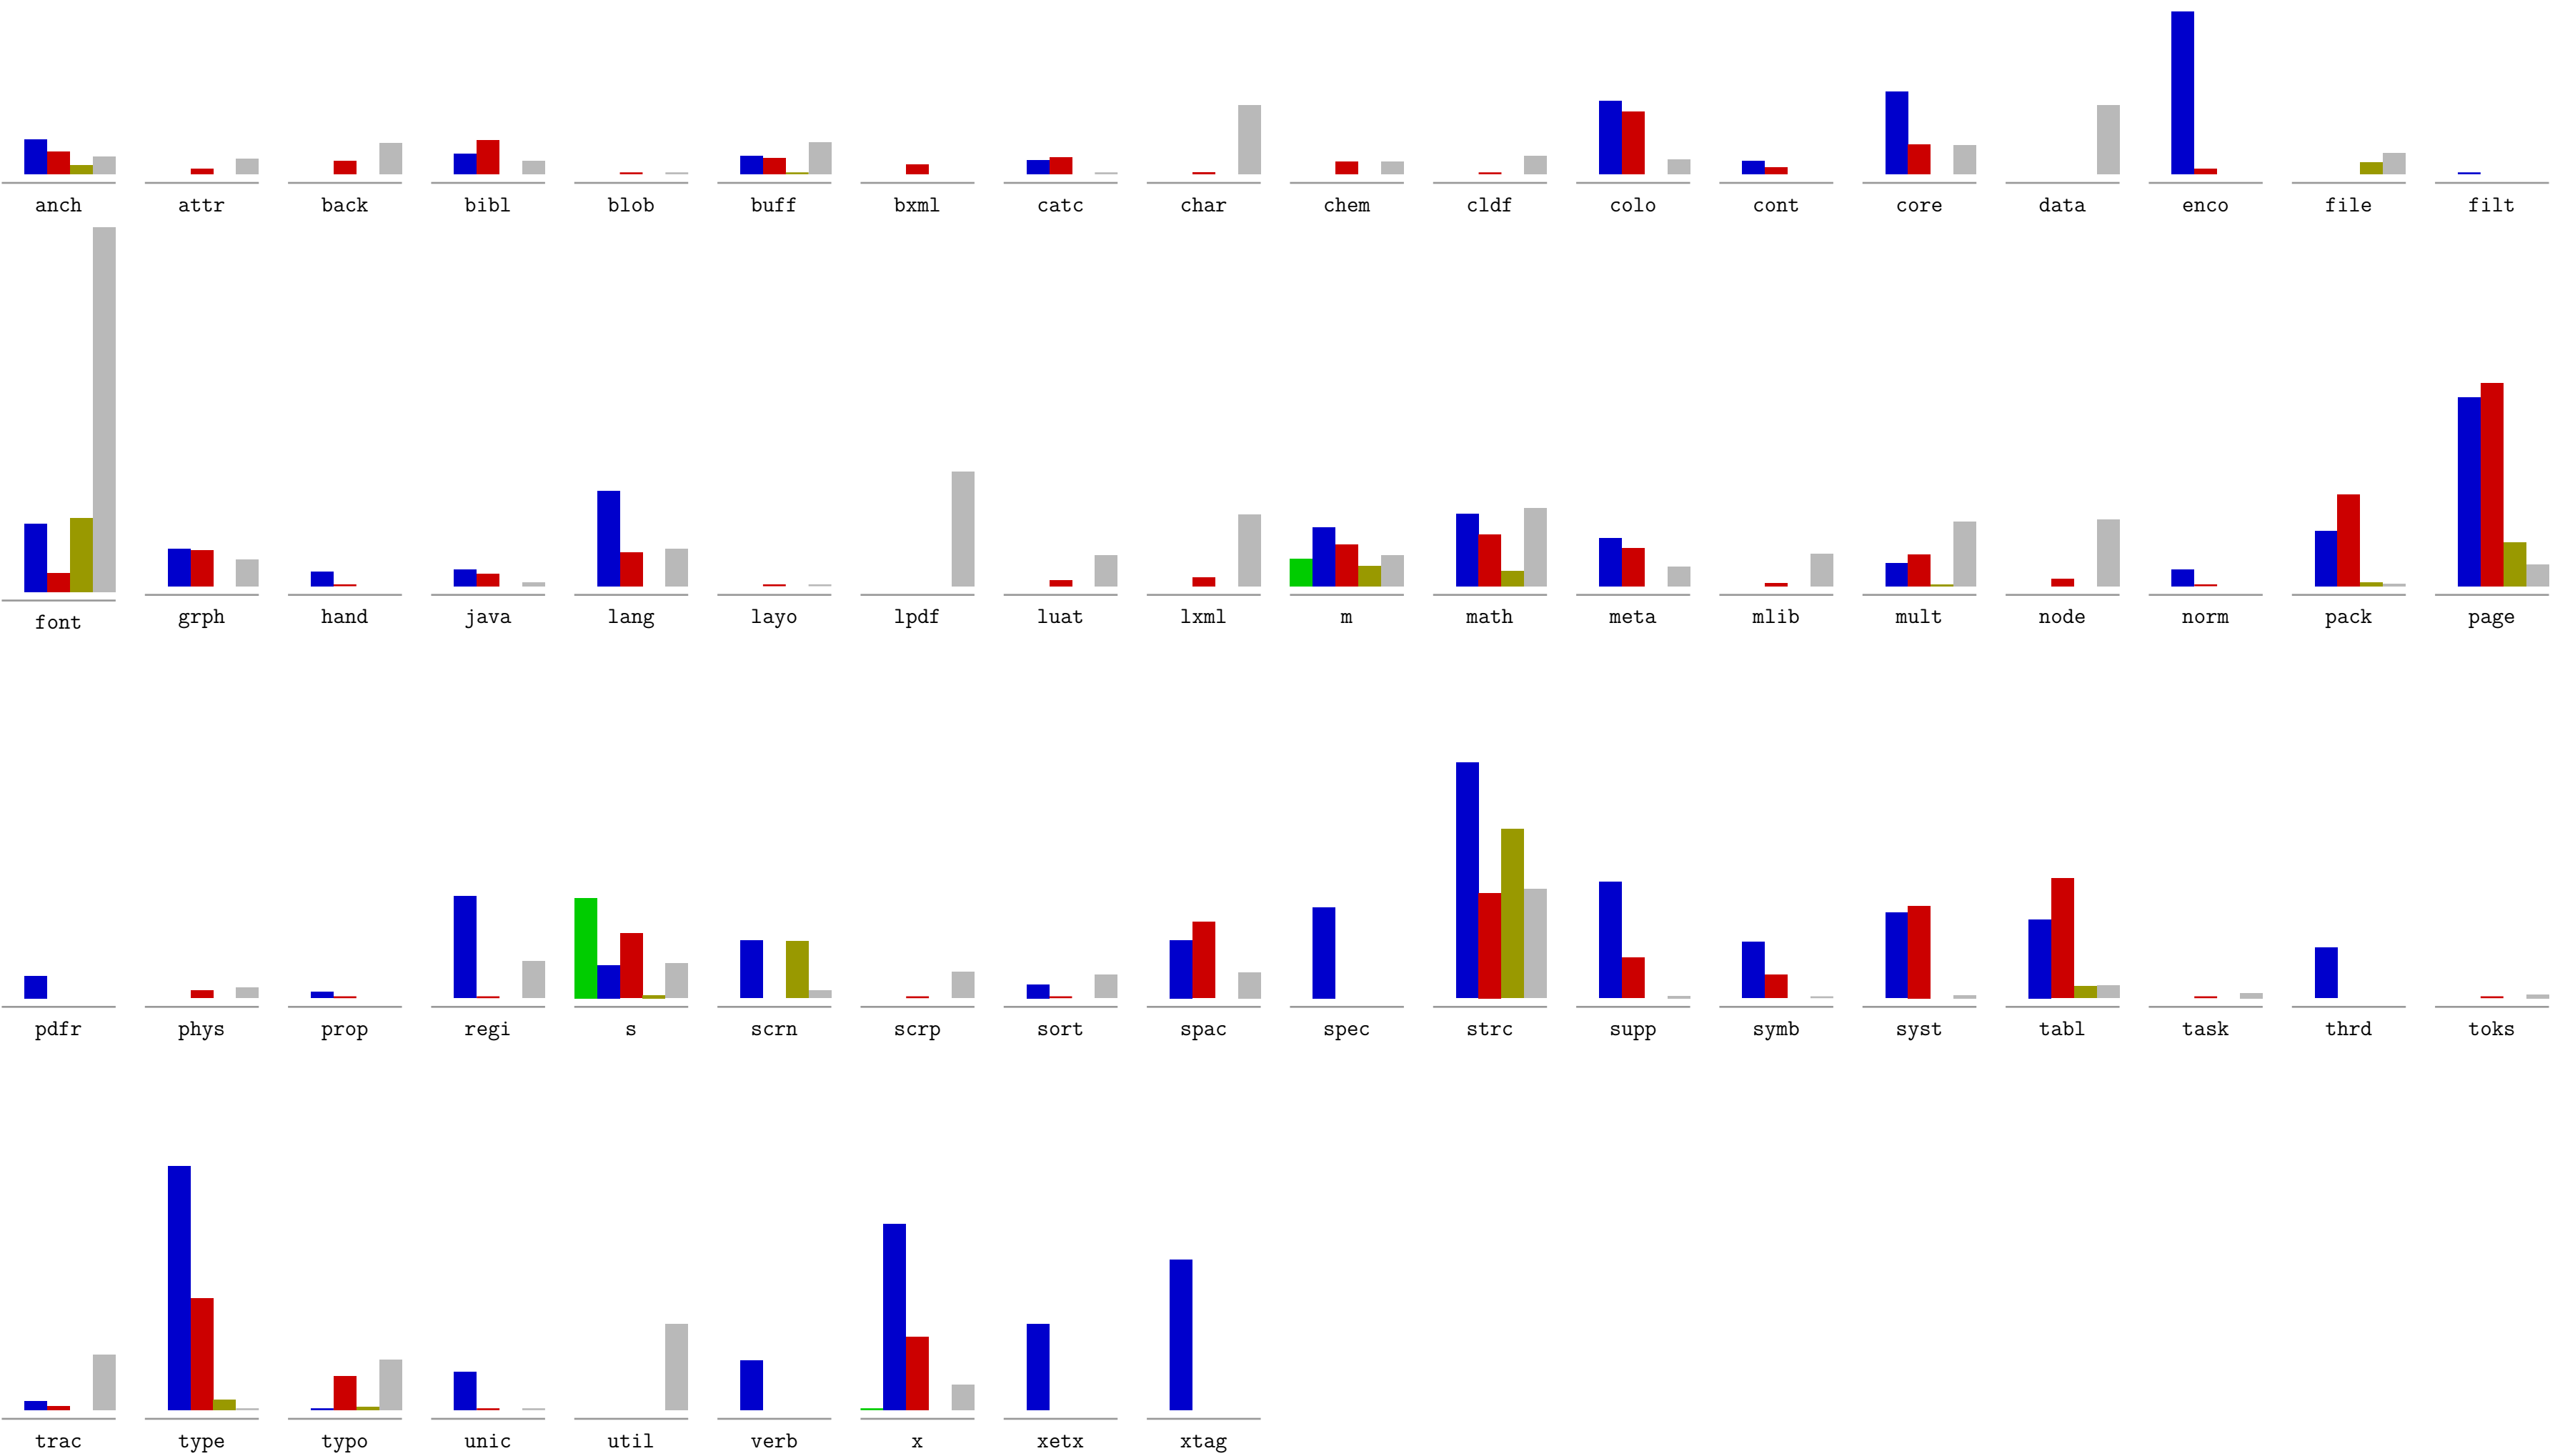 anch attr back bibl blob buff bxml catc char chem cldf colo cont core data enco file filt
font grph hand java lang layo lpdf luat lxml m math meta mlib mult node norm pack page
pdfr phys prop regi s scrn scrp sort spac spec strc supp symb syst tabl task thrd toks
trac type typo unic util verb x xetx xtag